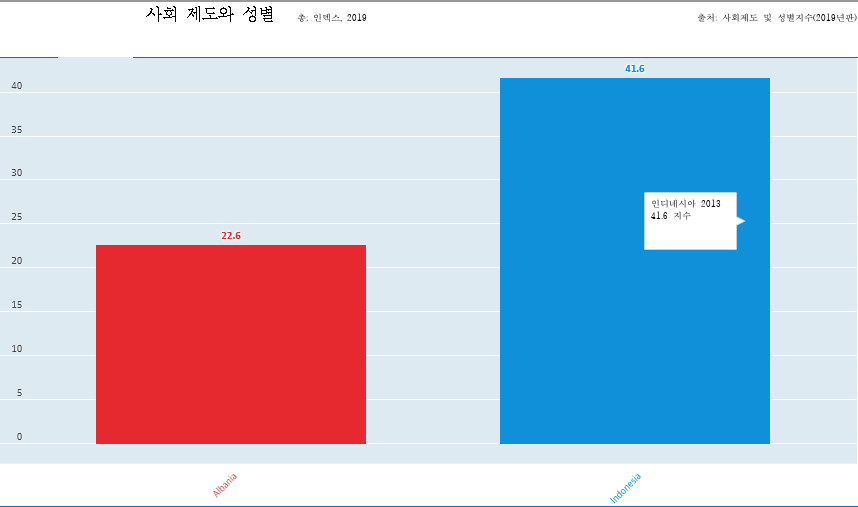 사회 제도와 성별
총; 인덱스, 2019
출처: 사회제도 및 성별지수(2019년판)
41.6
40
35
30
인디네시아 2013
41.6 지수
25
22.6
20
15
10
5
0
Albania
Indonesia